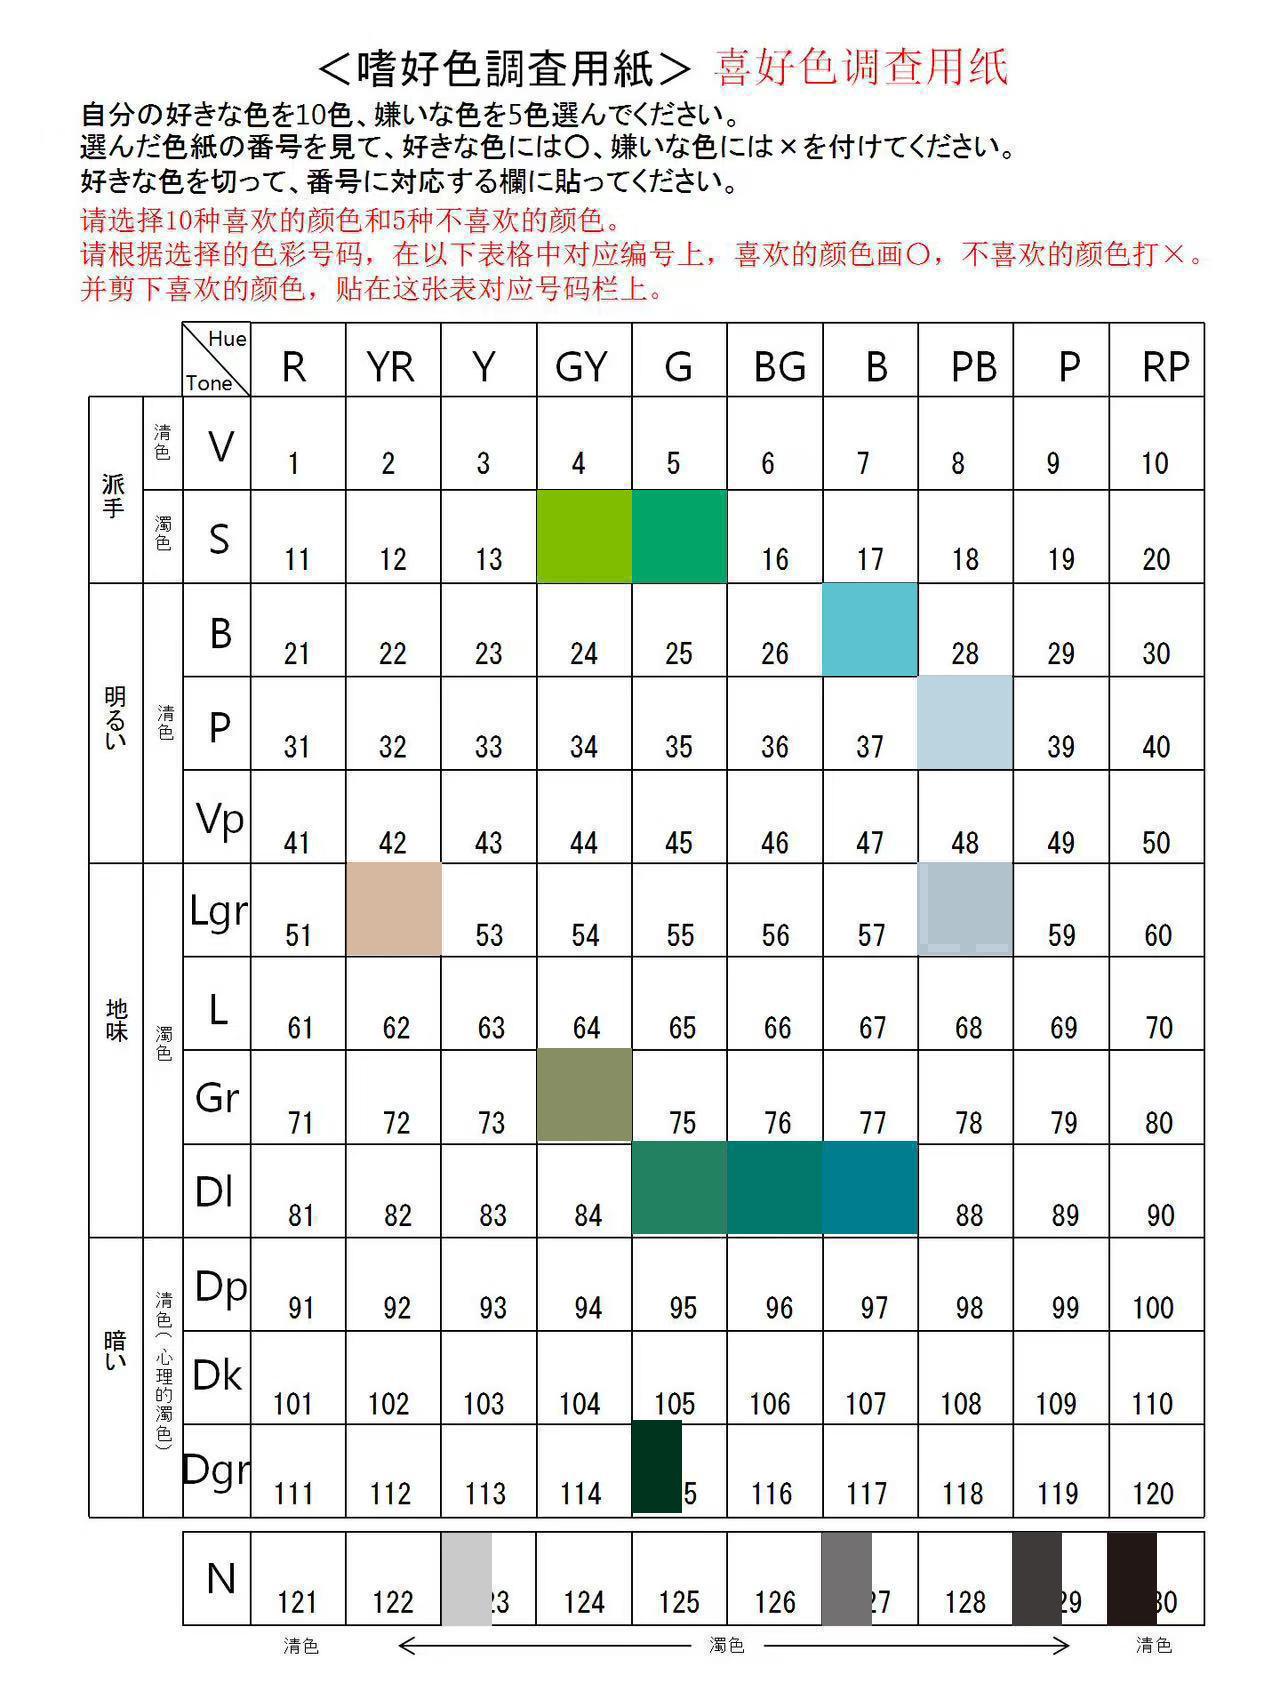 ＜嗜好色調査用紙＞ 喜好色调查用纸
自分の好きな色を10色、嫌いな色を5色選んでください。
選んだ色紙の番号を見て、好きな色には〇、嫌いな色には×を付けてください。
好きな色を切って、番号に対応する欄に貼ってください。
请选择10种喜欢的颜色和5种不喜欢的颜色。
请根据选择的色彩号码，在以下表格中对应编号上，喜欢的颜色画〇，不喜欢的颜色打×。
并剪下喜欢的颜色，贴在这张表对应号码栏上。
Hue
Tone
R YR Y GY G BG B PB P RP
派手 清色 V 1 2 3 4 5 6 7 8 9 10
濁色 S 11 12 13 16 17 18 19 20
明るい 清色 B 21 22 23 24 25 26 28 29 30
P 31 32 33 34 35 36 37 39 40
Vp 41 42 43 44 45 46 47 48 49 50
地味 濁色 Lgr 51 53 54 55 56 57 59 60
L 61 62 63 64 65 66 67 68 69 70
Gr 71 72 73 75 76 77 78 79 80
Dl 81 82 83 84 88 89 90
暗い 清色（心理的濁色） Dp 91 92 93 94 95 96 97 98 99 100
Dk 101 102 103 104 105 106 107 108 109 110
Dgr 111 112 113 114 5 116 117 118 119 120
N 121 122 23 124 125 126 27 128 29 30
清色 濁色 清色